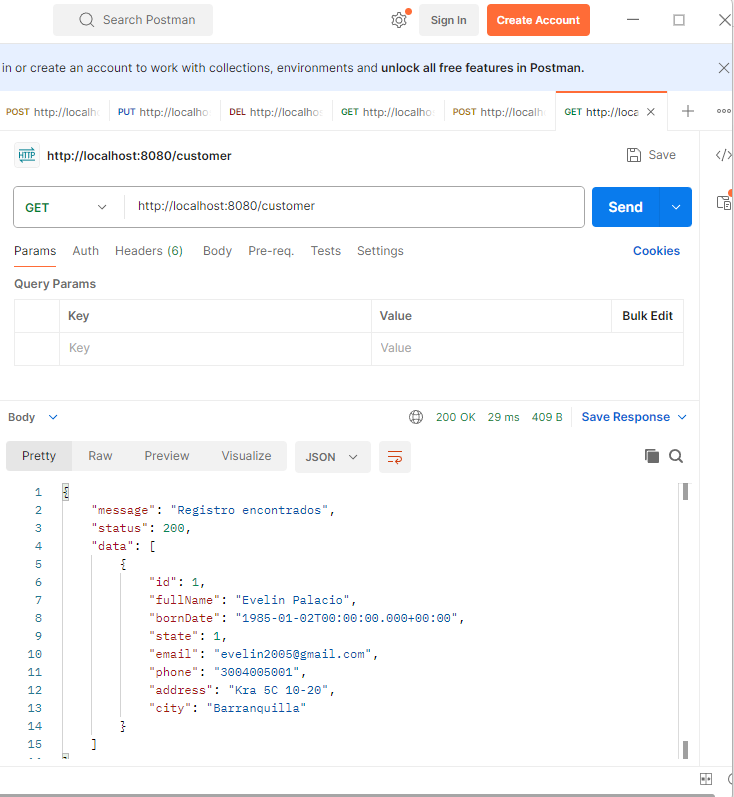 Search Postman
Sign In
Create Account
in or create an account to work with collections, environments and unlock all free features in Postman.
POST http://localh
PUT http://localho
DEL http://localhos
GET http://localho
POST http://localh
GET http://loca
HTTP
http://localhost:8080/customer
Save
</>
GET
http://localhost:8080/customer
Send
Params
Auth
Headers (6)
Body
Pre-req.
Tests
Settings
Cookies
Query Params
Key
Value
Bulk Edit
Key
Value
Body
200 OK
29 ms
409 B
Save Response
Pretty
Raw
Preview
Visualize
JSON
1 {
2 "message": "Registro encontrados",
3 "status": 200,
4 "data": [
5 {
6 "id": 1,
7 "fullName": "Evelin Palacio",
8 "bornDate": "1985-01-02T00:00:00.000+00:00",
9 "state": 1,
10 "email": "evelin2005@gmail.com",
11 "phone": "3004005001",
12 "address": "Kra 5C 10-20",
13 "city": "Barranquilla"
14 }
15 ]